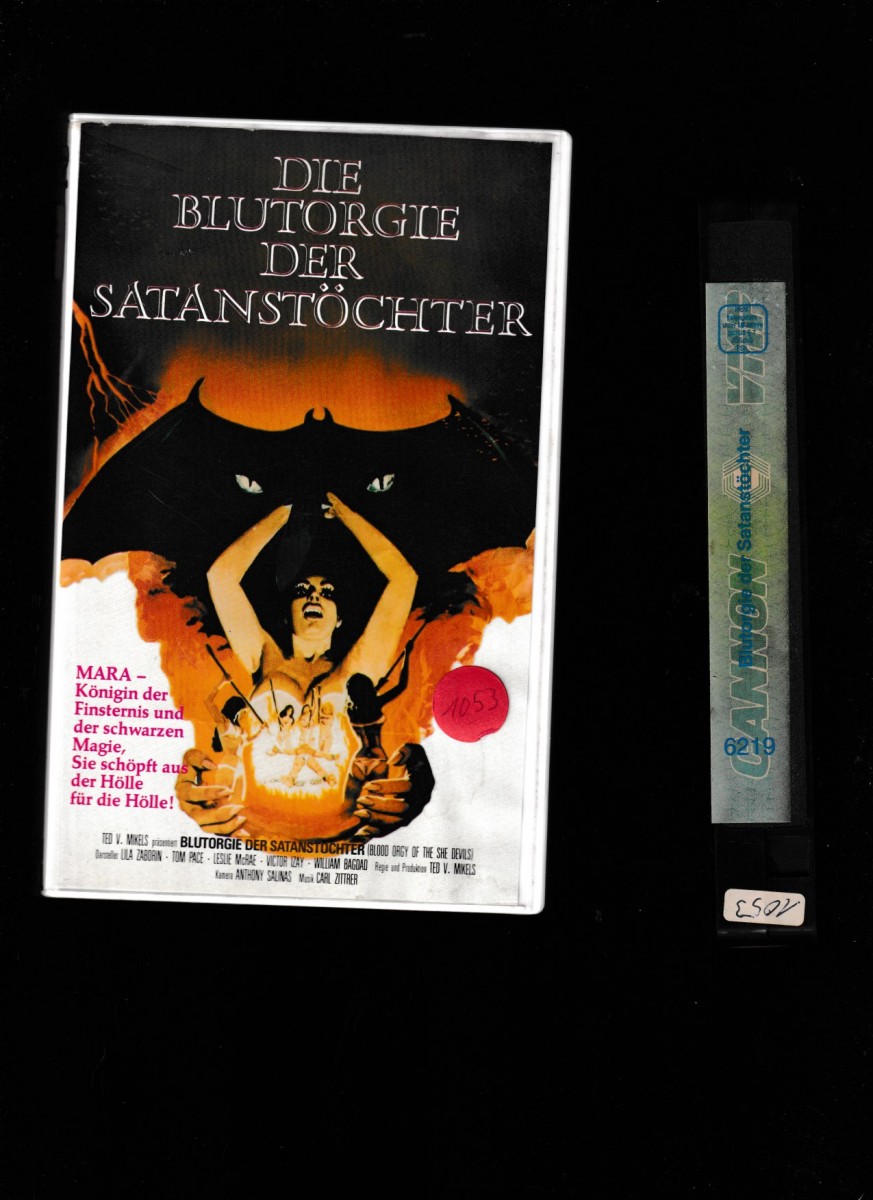 DIE
BLUTORGIE
DER
SATANSTÖCHTER
MARA –
Königin der
Finsternis und
der schwarzen
Magie,
Sie schöpft aus
der Hölle
für die Hölle!
1053
TED V. MIKELS präsentiert BLUTORGIE DER SATANSTÖCHTER (BLOOD ORGY OF THE SHE DEVILS)
Darsteller LILA ZABORIN · TOM PACE · LESLIE McRAE · VICTOR IZAY · WILLIAM BAGDAD Regie und Produktion TED V. MIKELS
Kamera ANTHONY SALINAS Musik CARL ZITTRER
VMP
CANNON
Blutorgie der Satanstöchter
6219
1053